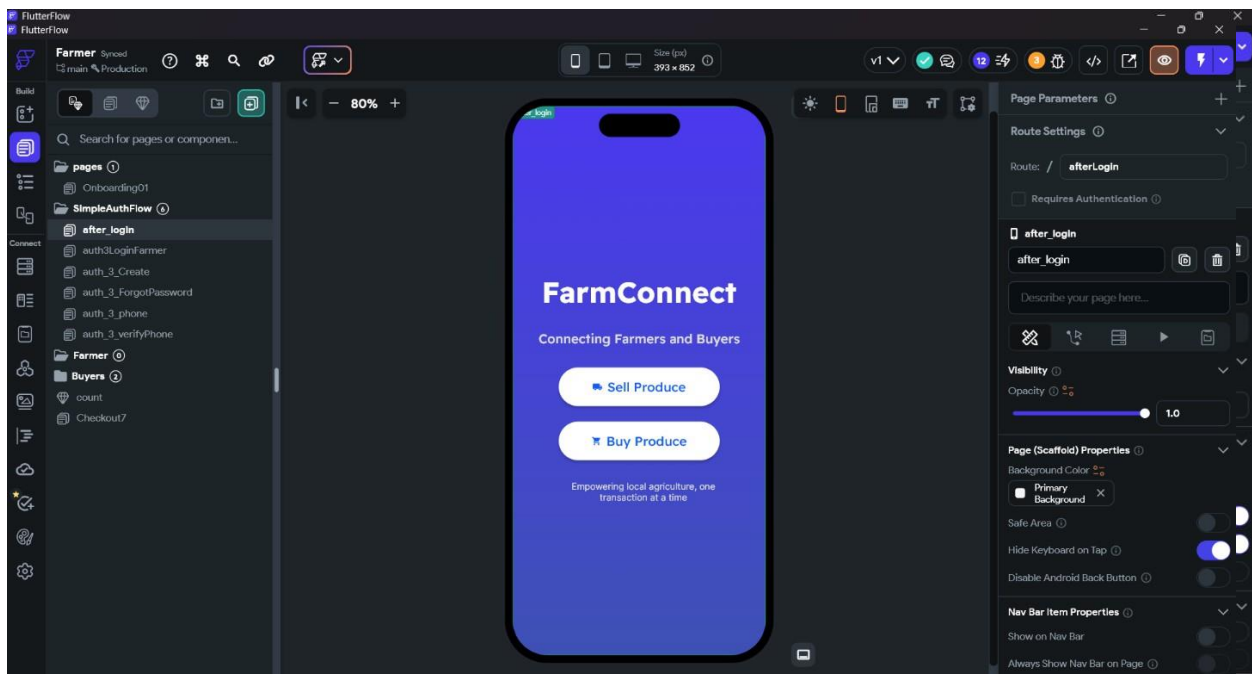 FlutterFlow
FlutterFlow
Farmer Synced
main Production
Size (px)
393 × 852
v1
12
3
Build
Connect
Search for pages or componen...
pages 1
Onboarding01
SimpleAuthFlow 6
after_login
auth3LoginFarmer
auth_3_Create
auth_3_ForgotPassword
auth_3_phone
auth_3_verifyPhone
Farmer 0
Buyers 2
count
Checkout7
80%
FarmConnect
Connecting Farmers and Buyers
Sell Produce
Buy Produce
Empowering local agriculture, one
transaction at a time
Page Parameters
Route Settings
Route: / afterLogin
Requires Authentication
after_login
after_login
Describe your page here...
Visibility
Opacity
1.0
Page (Scaffold) Properties
Background Color
Primary
Background
Safe Area
Hide Keyboard on Tap
Disable Android Back Button
Nav Bar Item Properties
Show on Nav Bar
Always Show Nav Bar on Page